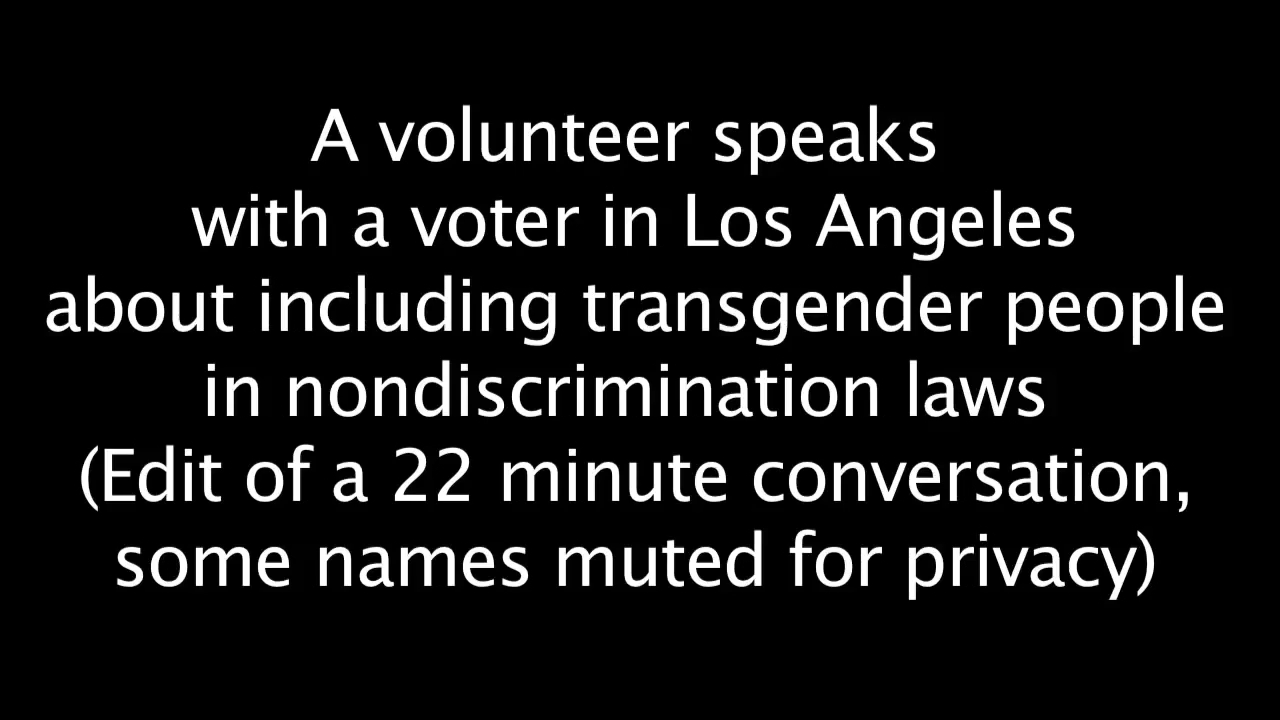 A volunteer speaks
with a voter in Los Angeles
about including transgender people
in nondiscrimination laws
(Edit of a 22 minute conversation,
some names muted for privacy)